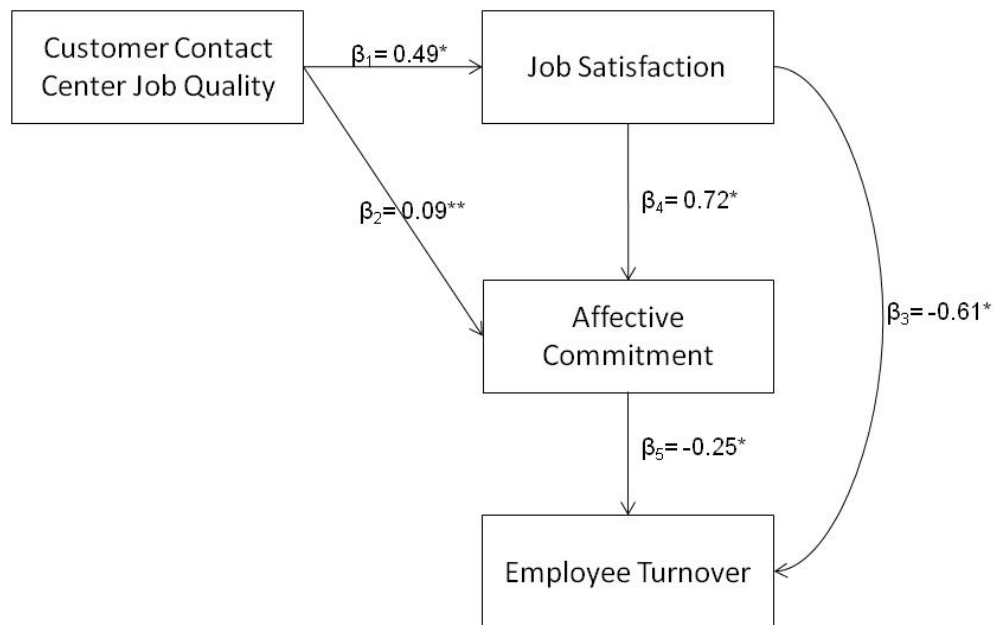 Customer Contact
Center Job Quality
β₁= 0.49*
Job Satisfaction
β₂= 0.09**
β₄= 0.72*
Affective
Commitment
β₃= -0.61*
β₅= -0.25*
Employee Turnover